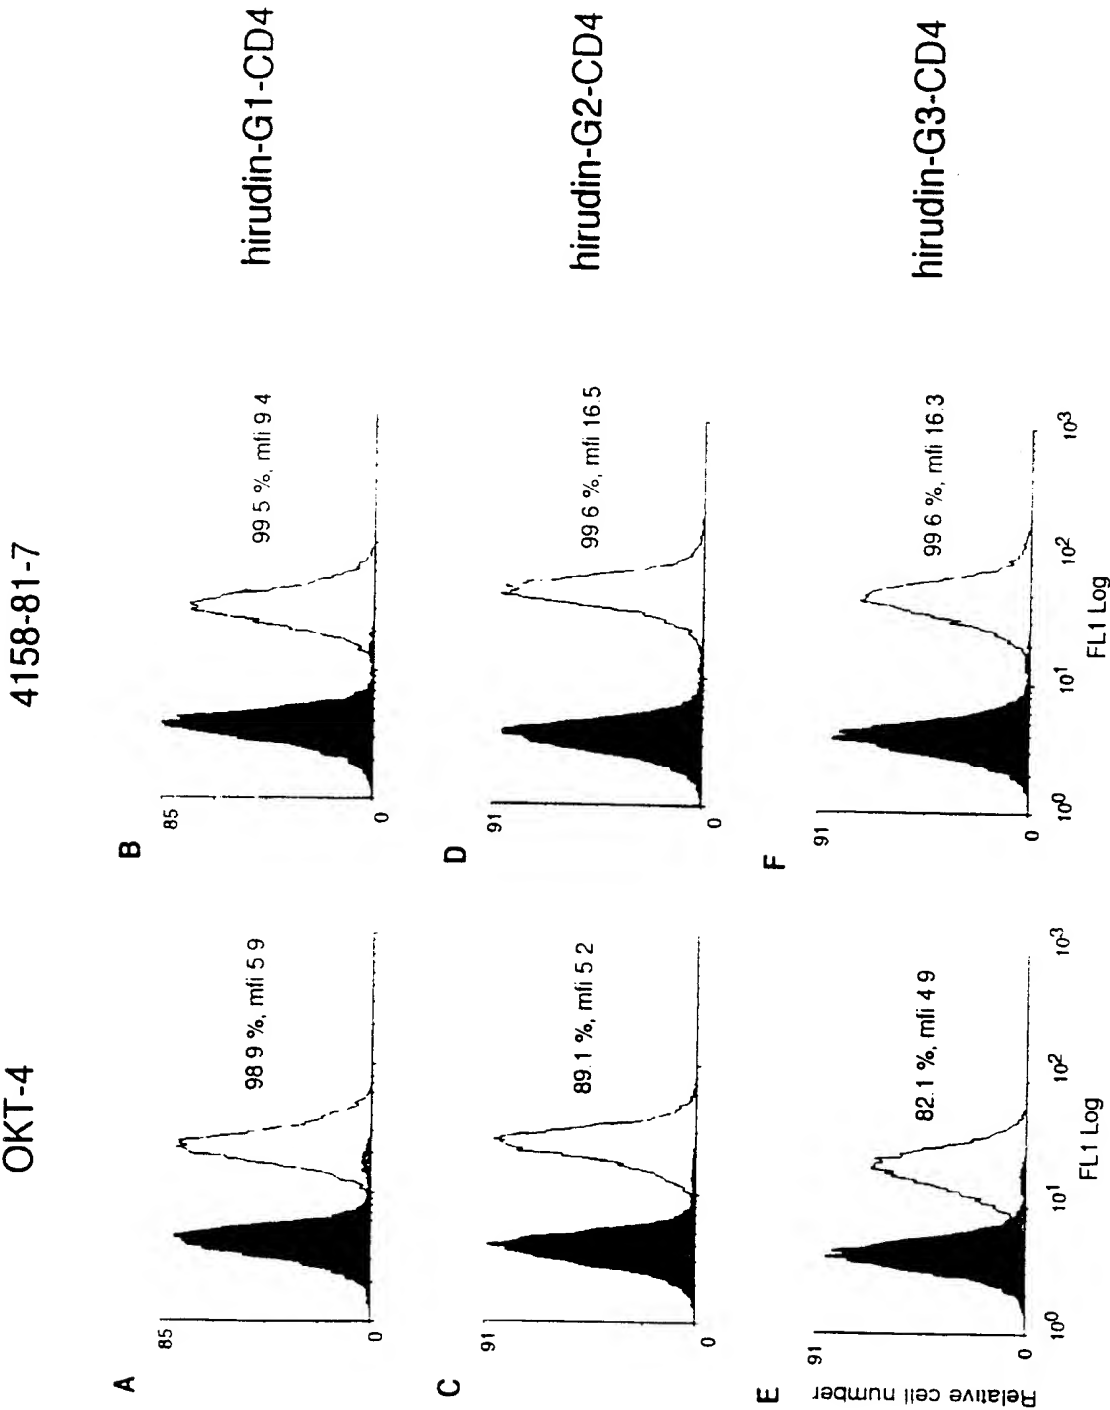 OKT-4
4158-81-7
A
85
0
98 9 %, mfi 5 9
B
85
0
99 5 %, mfi 9 4
hirudin-G1-CD4
C
91
0
89.1 %, mfi 5 2
D
91
0
99 6 %, mfi 16.5
hirudin-G2-CD4
E
Relative cell number
91
0
82.1 %, mfi 4 9
10⁰
10¹
10²
10³
FL1 Log
F
91
0
99 6 %, mfi 16.3
10⁰
10¹
10²
10³
FL1 Log
hirudin-G3-CD4